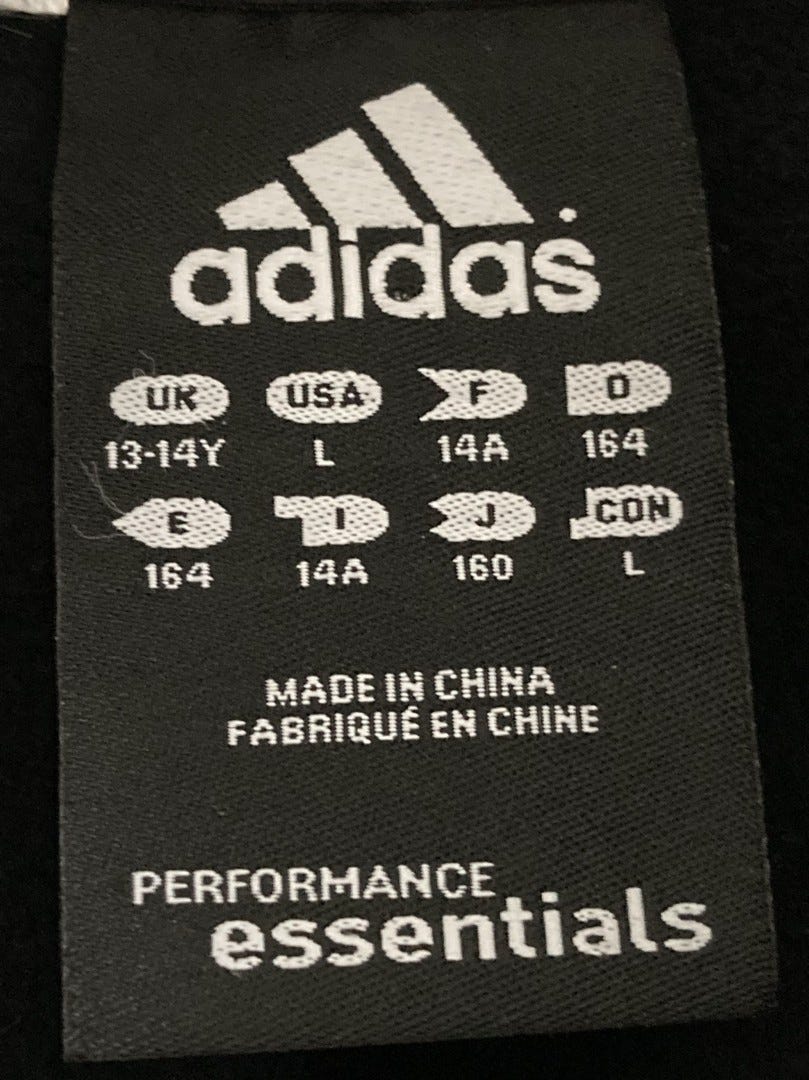 adidas
UK USA F D
13-14Y L 14A 164
E I J CON
164 14A 160 L
MADE IN CHINA
FABRIQUÉ EN CHINE
PERFORMANCE
essentials